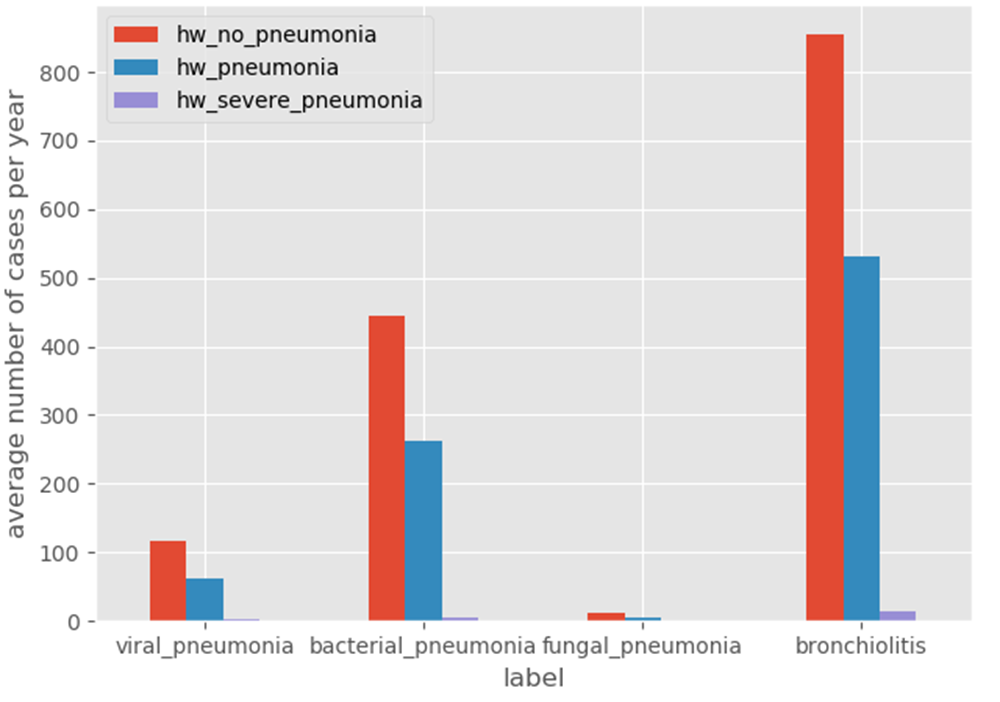 hw_no_pneumonia
hw_pneumonia
hw_severe_pneumonia
average number of cases per year
800
700
600
500
400
300
200
100
0
viral_pneumonia bacterial_pneumonia fungal_pneumonia bronchiolitis
label